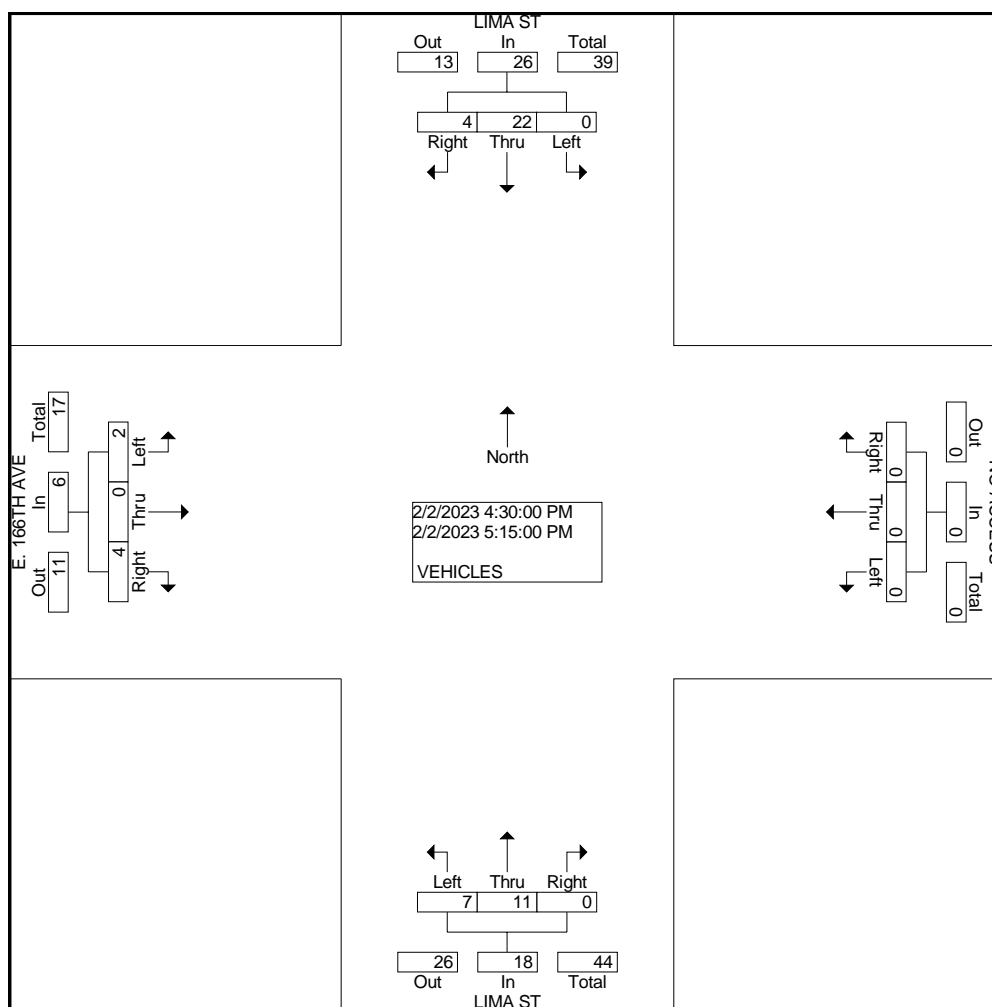 LIMA ST
Out In Total
13 26 39
4 22 0
Right Thru Left
E. 166TH AVE
Out In Total
11 6 17
Right Thru Left
4 0 2
North
2/2/2023 4:30:00 PM
2/2/2023 5:15:00 PM
VEHICLES
Out In Total
0 0 0
Right Thru Left
0 0 0
Left Thru Right
7 11 0
26 18 44
Out In Total
LIMA ST